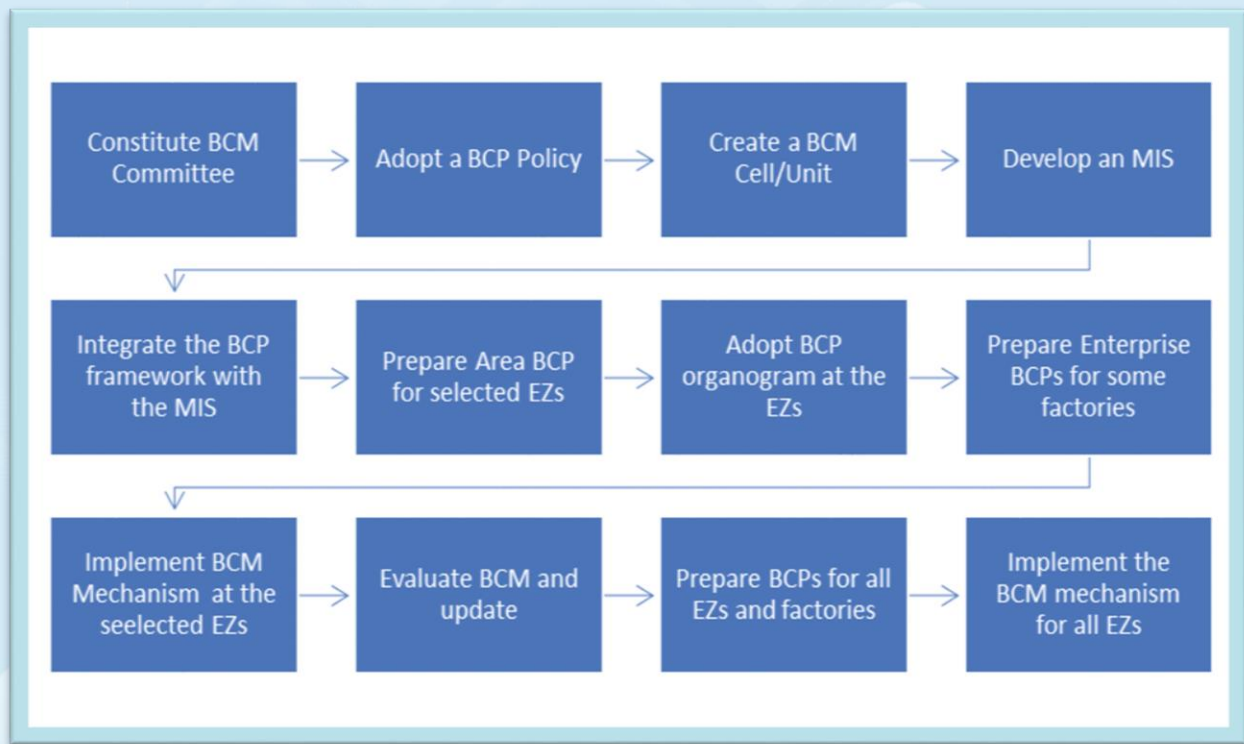 Constitute BCM
Committee
Adopt a BCP Policy
Create a BCM
Cell/Unit
Develop an MIS
Integrate the BCP
framework with
the MIS
Prepare Area BCP
for selected EZs
Adopt BCP
organogram at the
EZs
Prepare Enterprise
BCPs for some
factories
Implement BCM
Mechanism at the
seelected EZs
Evaluate BCM and
update
Prepare BCPs for all
EZs and factories
Implement the
BCM mechanism
for all EZs